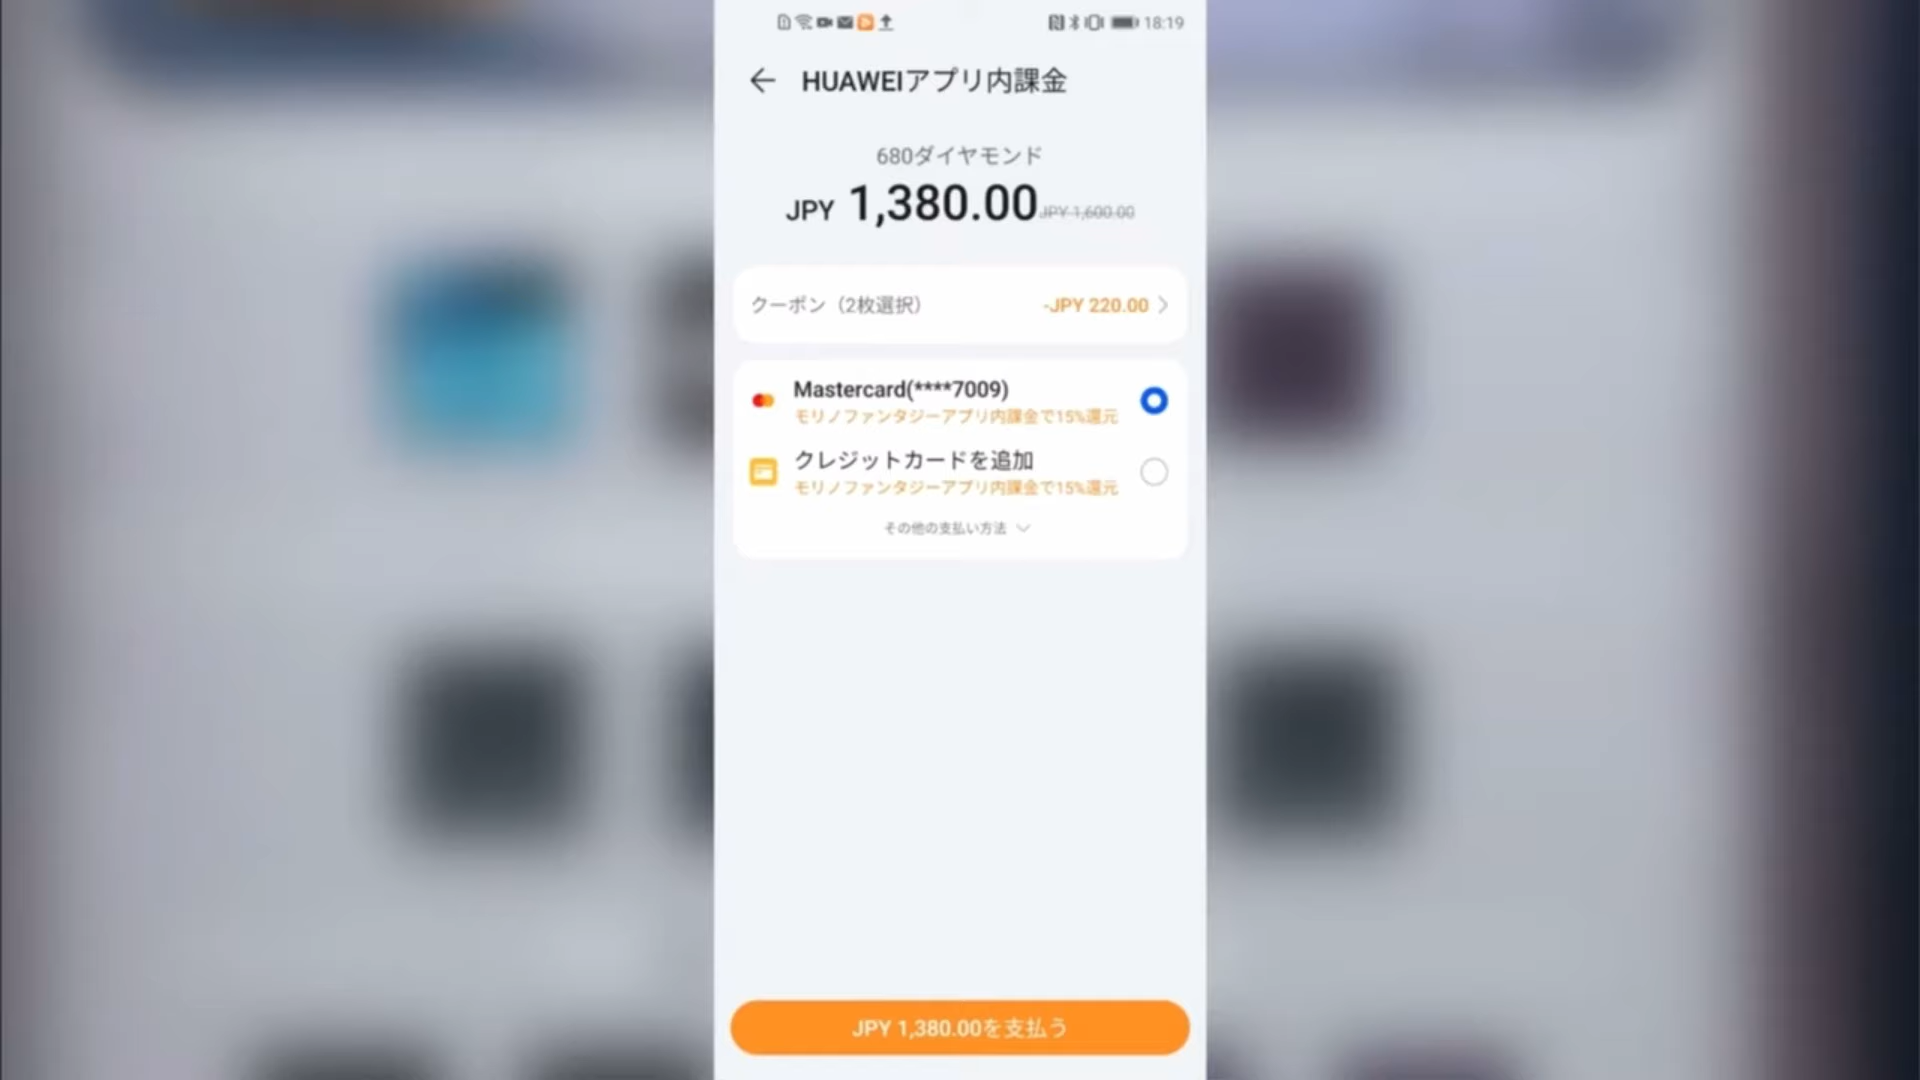 18:19
HUAWEIアプリ内課金
680ダイヤモンド
JPY 1,380.00 JPY 1,600.00
クーポン（2枚選択） -JPY 220.00
Mastercard(****7009)
モリノファンタジーアプリ内課金で15%還元
クレジットカードを追加
モリノファンタジーアプリ内課金で15%還元
その他の支払い方法
JPY 1,380.00を支払う